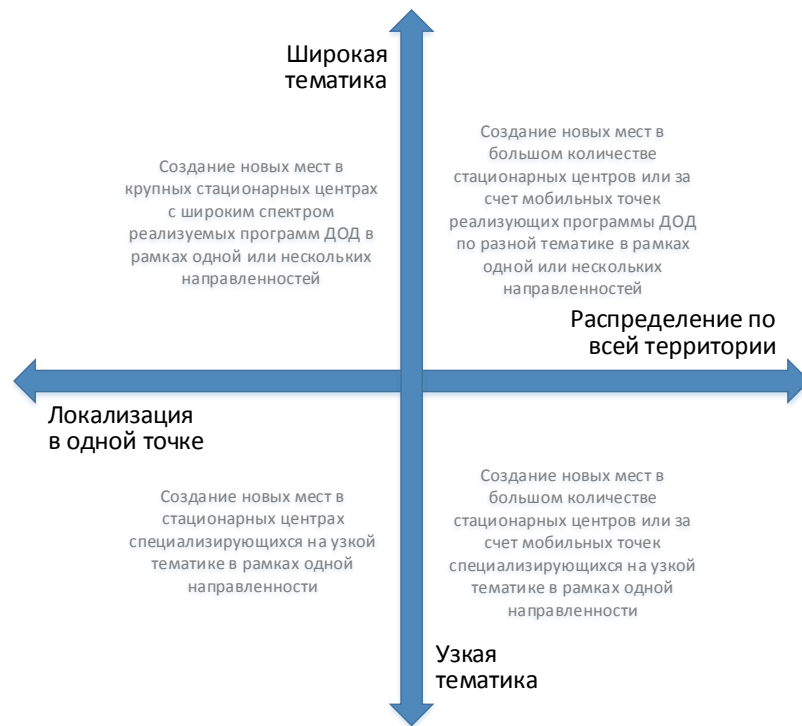 Широкая
тематика
Создание новых мест в
крупных стационарных центрах
с широким спектром
реализуемых программ ДОД в
рамках одной или нескольких
направленностей
Создание новых мест в
большом количестве
стационарных центров или за
счет мобильных точек
реализующих программы ДОД
по разной тематике в рамках
одной или нескольких
направленностей
Распределение по
всей территории
Локализация
в одной точке
Создание новых мест в
стационарных центрах
специализирующихся на узкой
тематике в рамках одной
направленности
Создание новых мест в
большом количестве
стационарных центров или за
счет мобильных точек
специализирующихся на узкой
тематике в рамках одной
направленности
Узкая
тематика